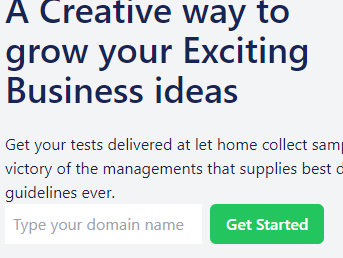 A Creative way to
grow your Exciting
Business ideas
Get your tests delivered at let home collect
victory of the managements that supplies best
guidelines ever.
Type your domain name
Get Started